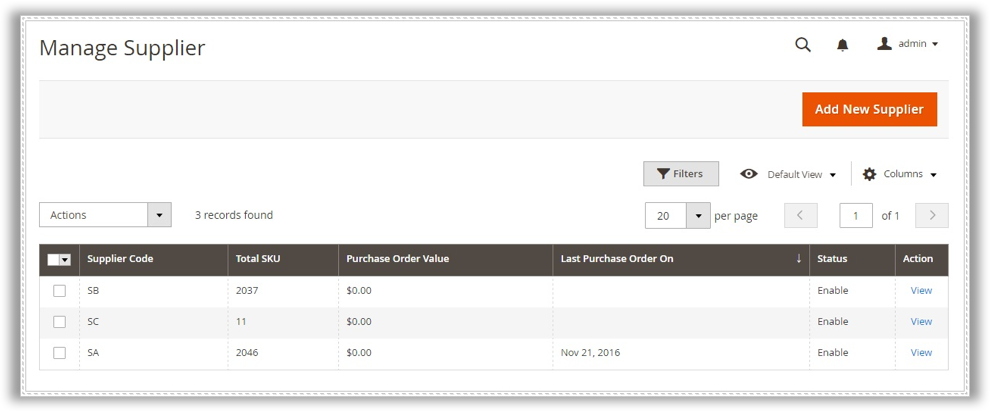 Manage Supplier
admin
Add New Supplier
Filters
Default View
Columns
Actions
3 records found
20
per page
1
of 1
Supplier Code Total SKU Purchase Order Value Last Purchase Order On ↓ Status Action
SB 2037 $0.00 Enable View
SC 11 $0.00 Enable View
SA 2046 $0.00 Nov 21, 2016 Enable View